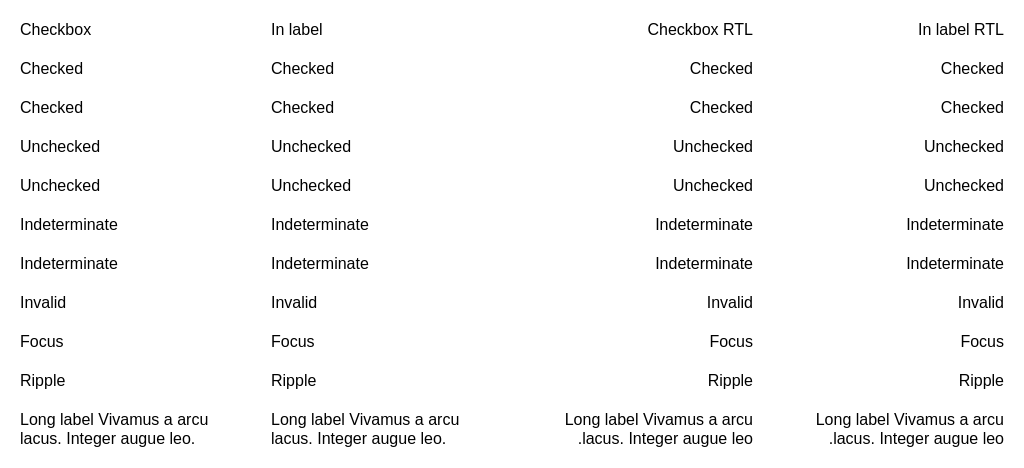 Checkbox In label Checkbox RTL In label RTL
Checked Checked Checked Checked
Checked Checked Checked Checked
Unchecked Unchecked Unchecked Unchecked
Unchecked Unchecked Unchecked Unchecked
Indeterminate Indeterminate Indeterminate Indeterminate
Indeterminate Indeterminate Indeterminate Indeterminate
Invalid Invalid Invalid Invalid
Focus Focus Focus Focus
Ripple Ripple Ripple Ripple
Long label Vivamus a arcu Long label Vivamus a arcu Long label Vivamus a arcu Long label Vivamus a arcu
lacus. Integer augue leo. lacus. Integer augue leo. .lacus. Integer augue leo .lacus. Integer augue leo